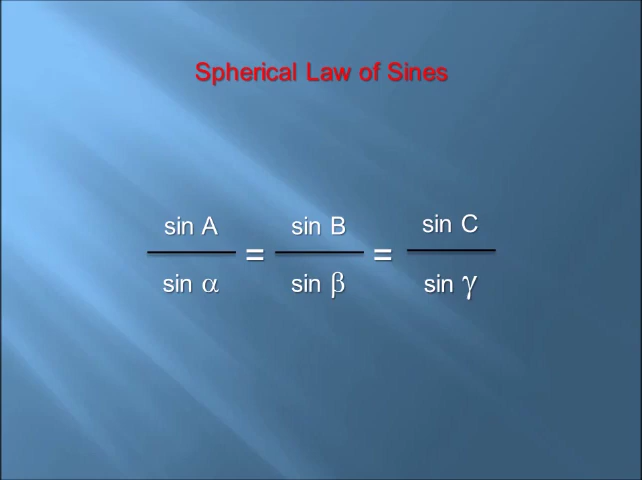 Spherical Law of Sines
sin A = sin B = sin C
sin α sin β sin γ